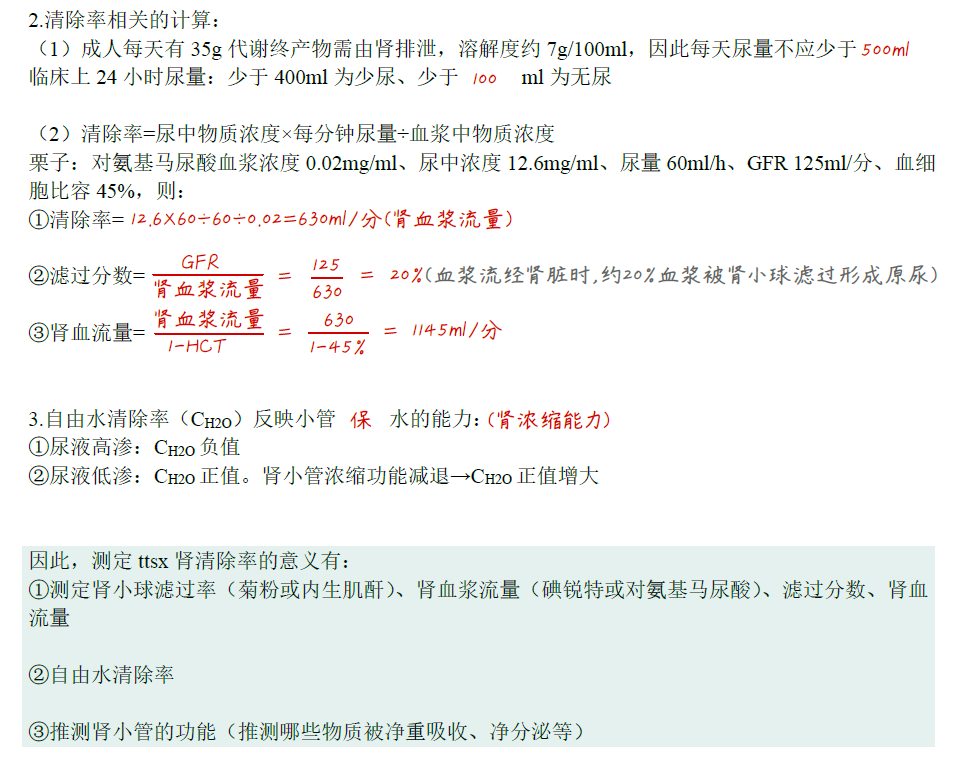 2.清除率相关的计算：
（1）成人每天有 35g 代谢终产物需由肾排泄，溶解度约 7g/100ml，因此每天尿量不应少于 500ml
临床上 24 小时尿量：少于 400ml 为少尿、少于 100 ml 为无尿
（2）清除率=尿中物质浓度×每分钟尿量÷血浆中物质浓度
栗子：对氨基马尿酸血浆浓度 0.02mg/ml、尿中浓度 12.6mg/ml、尿量 60ml/h、GFR 125ml/分、血细
胞比容 45%，则：
①清除率= 12.6×60÷60÷0.02=630ml/分(肾血浆流量)
②滤过分数= GFR/肾血浆流量 = 125/630 = 20%(血浆流经肾脏时,约20%血浆被肾小球滤过形成原尿)
③肾血流量= 肾血浆流量/1-HCT = 630/1-45% = 1145ml/分
3.自由水清除率（CH2O）反映小管 保 水的能力：(肾浓缩能力)
①尿液高渗：CH2O 负值
②尿液低渗：CH2O 正值。肾小管浓缩功能减退→CH2O 正值增大
因此，测定 ttsx 肾清除率的意义有：
①测定肾小球滤过率（菊粉或内生肌酐）、肾血浆流量（碘锐特或对氨基马尿酸）、滤过分数、肾血
流量
②自由水清除率
③推测肾小管的功能（推测哪些物质被净重吸收、净分泌等）